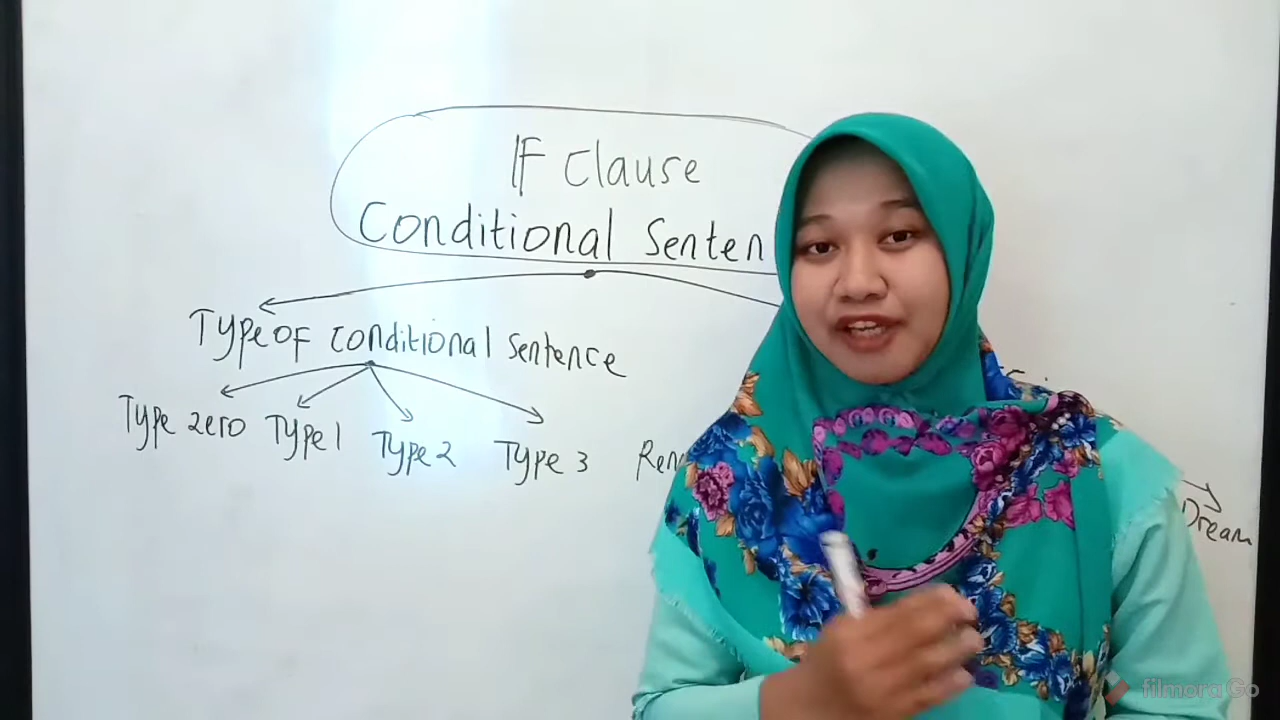 IF Clause
Conditional Senten
Type OF Conditional Sentence
Type zero Type 1 Type 2 Type 3
Dream
filmora Go